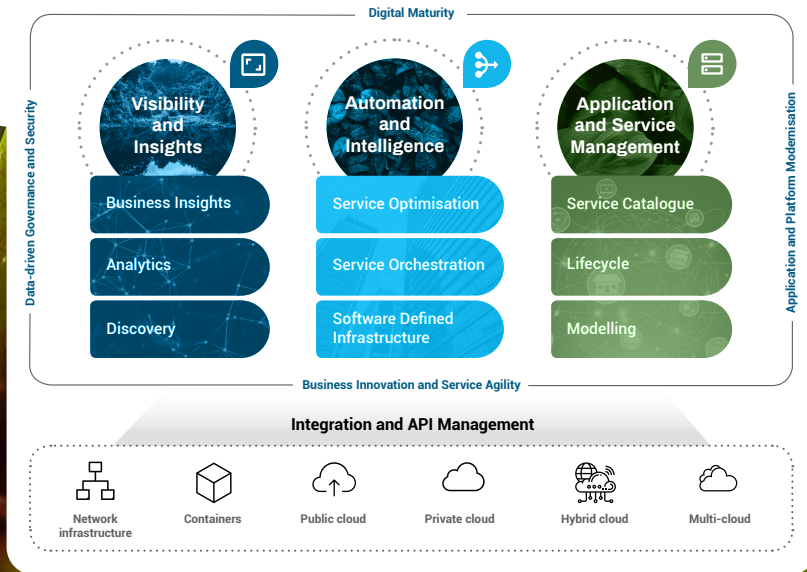 Digital Maturity
Data-driven Governance and Security
Visibility
and
Insights
Business Insights
Analytics
Discovery
Automation
and
Intelligence
Service Optimisation
Service Orchestration
Software Defined
Infrastructure
Application
and Service
Management
Service Catalogue
Lifecycle
Modelling
Application and Platform Modernisation
Business Innovation and Service Agility
Integration and API Management
Network
infrastructure
Containers
Public cloud
Private cloud
Hybrid cloud
Multi-cloud